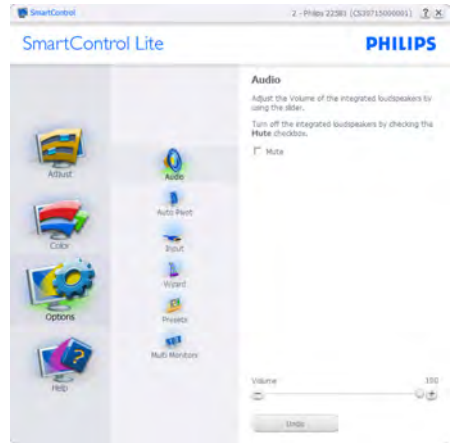 SmartControl
2 - Philips 225B1 (CS39715000001) ? X
SmartControl Lite
PHILIPS
Adjust
Color
Options
Help
Audio
Auto Pivot
Input
Wizard
Presets
Multi Monitors
Audio
Adjust the Volume of the integrated loudspeakers by
using the slider.
Turn off the integrated loudspeakers by checking the
Mute checkbox.
Mute
Volume 100
Undo